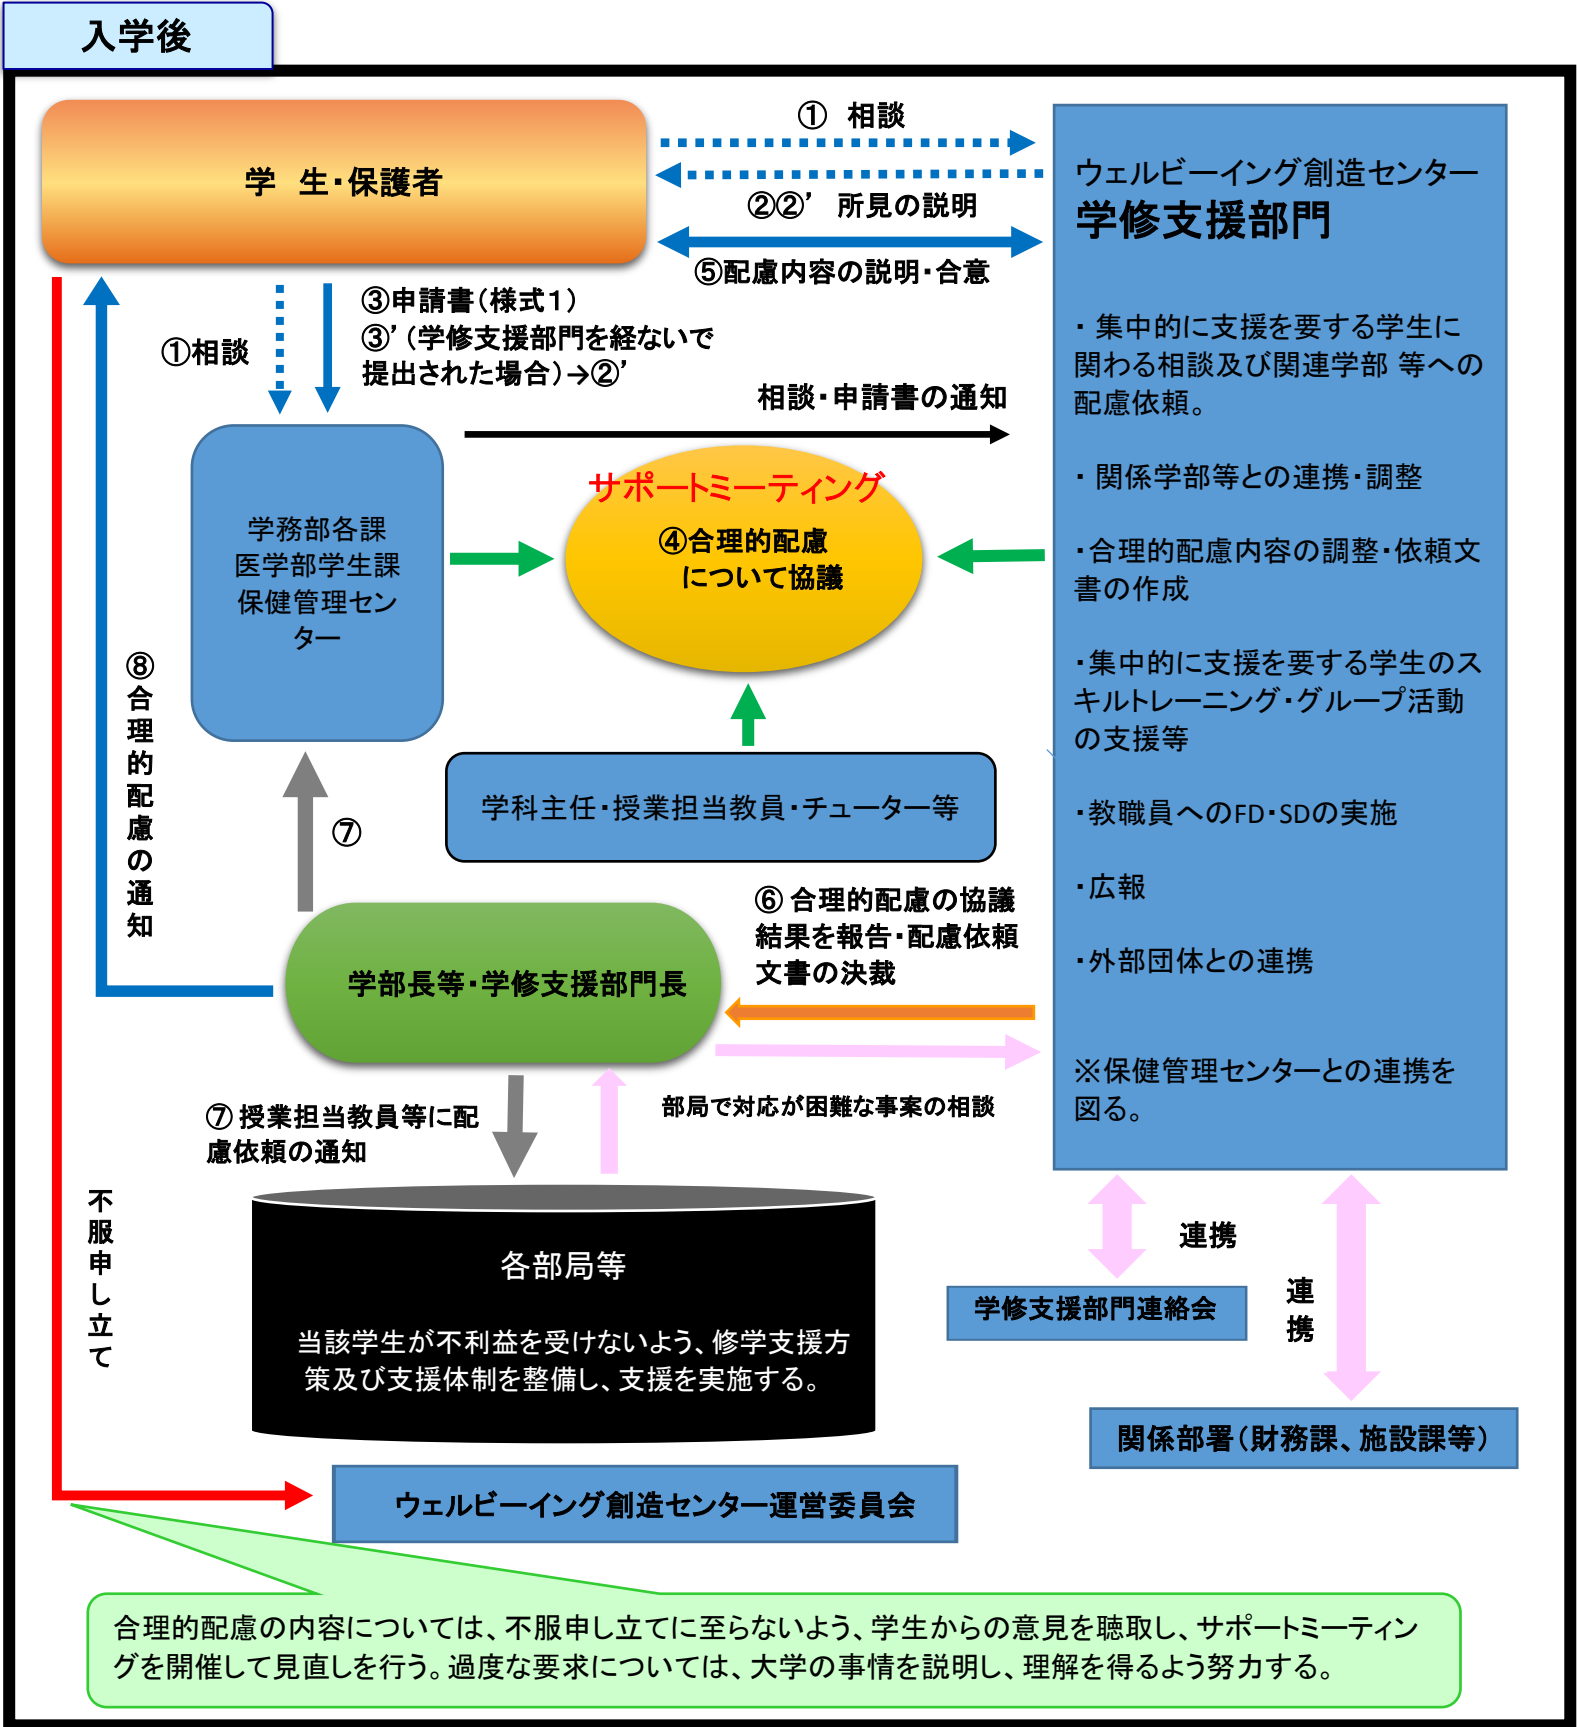 入学後
学　生・保護者
①　相談
②②’　所見の説明
⑤配慮内容の説明・合意
①相談
③申請書（様式１）
③’（学修支援部門を経ないで
提出された場合）→②’
相談・申請書の通知
ウェルビーイング創造センター
学修支援部門
・ 集中的に支援を要する学生に
関わる相談及び関連学部 等への
配慮依頼。
・ 関係学部等との連携・調整
・合理的配慮内容の調整・依頼文
書の作成
・集中的に支援を要する学生のス
キルトレーニング・グループ活動
の支援等
・教職員へのFD・SDの実施
・広報
・外部団体との連携
※保健管理センターとの連携を
図る。
学務部各課
医学部学生課
保健管理セン
ター
サポートミーティング
④合理的配慮
について協議
学科主任・授業担当教員・チューター等
⑧合理的配慮の通知
⑦
⑥ 合理的配慮の協議
結果を報告・配慮依頼
文書の決裁
学部長等・学修支援部門長
部局で対応が困難な事案の相談
⑦ 授業担当教員等に配
慮依頼の通知
不服申し立て
各部局等
当該学生が不利益を受けないよう、修学支援方
策及び支援体制を整備し、支援を実施する。
連携
学修支援部門連絡会
連携
関係部署（財務課、施設課等）
ウェルビーイング創造センター運営委員会
合理的配慮の内容については、不服申し立てに至らないよう、学生からの意見を聴取し、サポートミーティン
グを開催して見直しを行う。過度な要求については、大学の事情を説明し、理解を得るよう努力する。